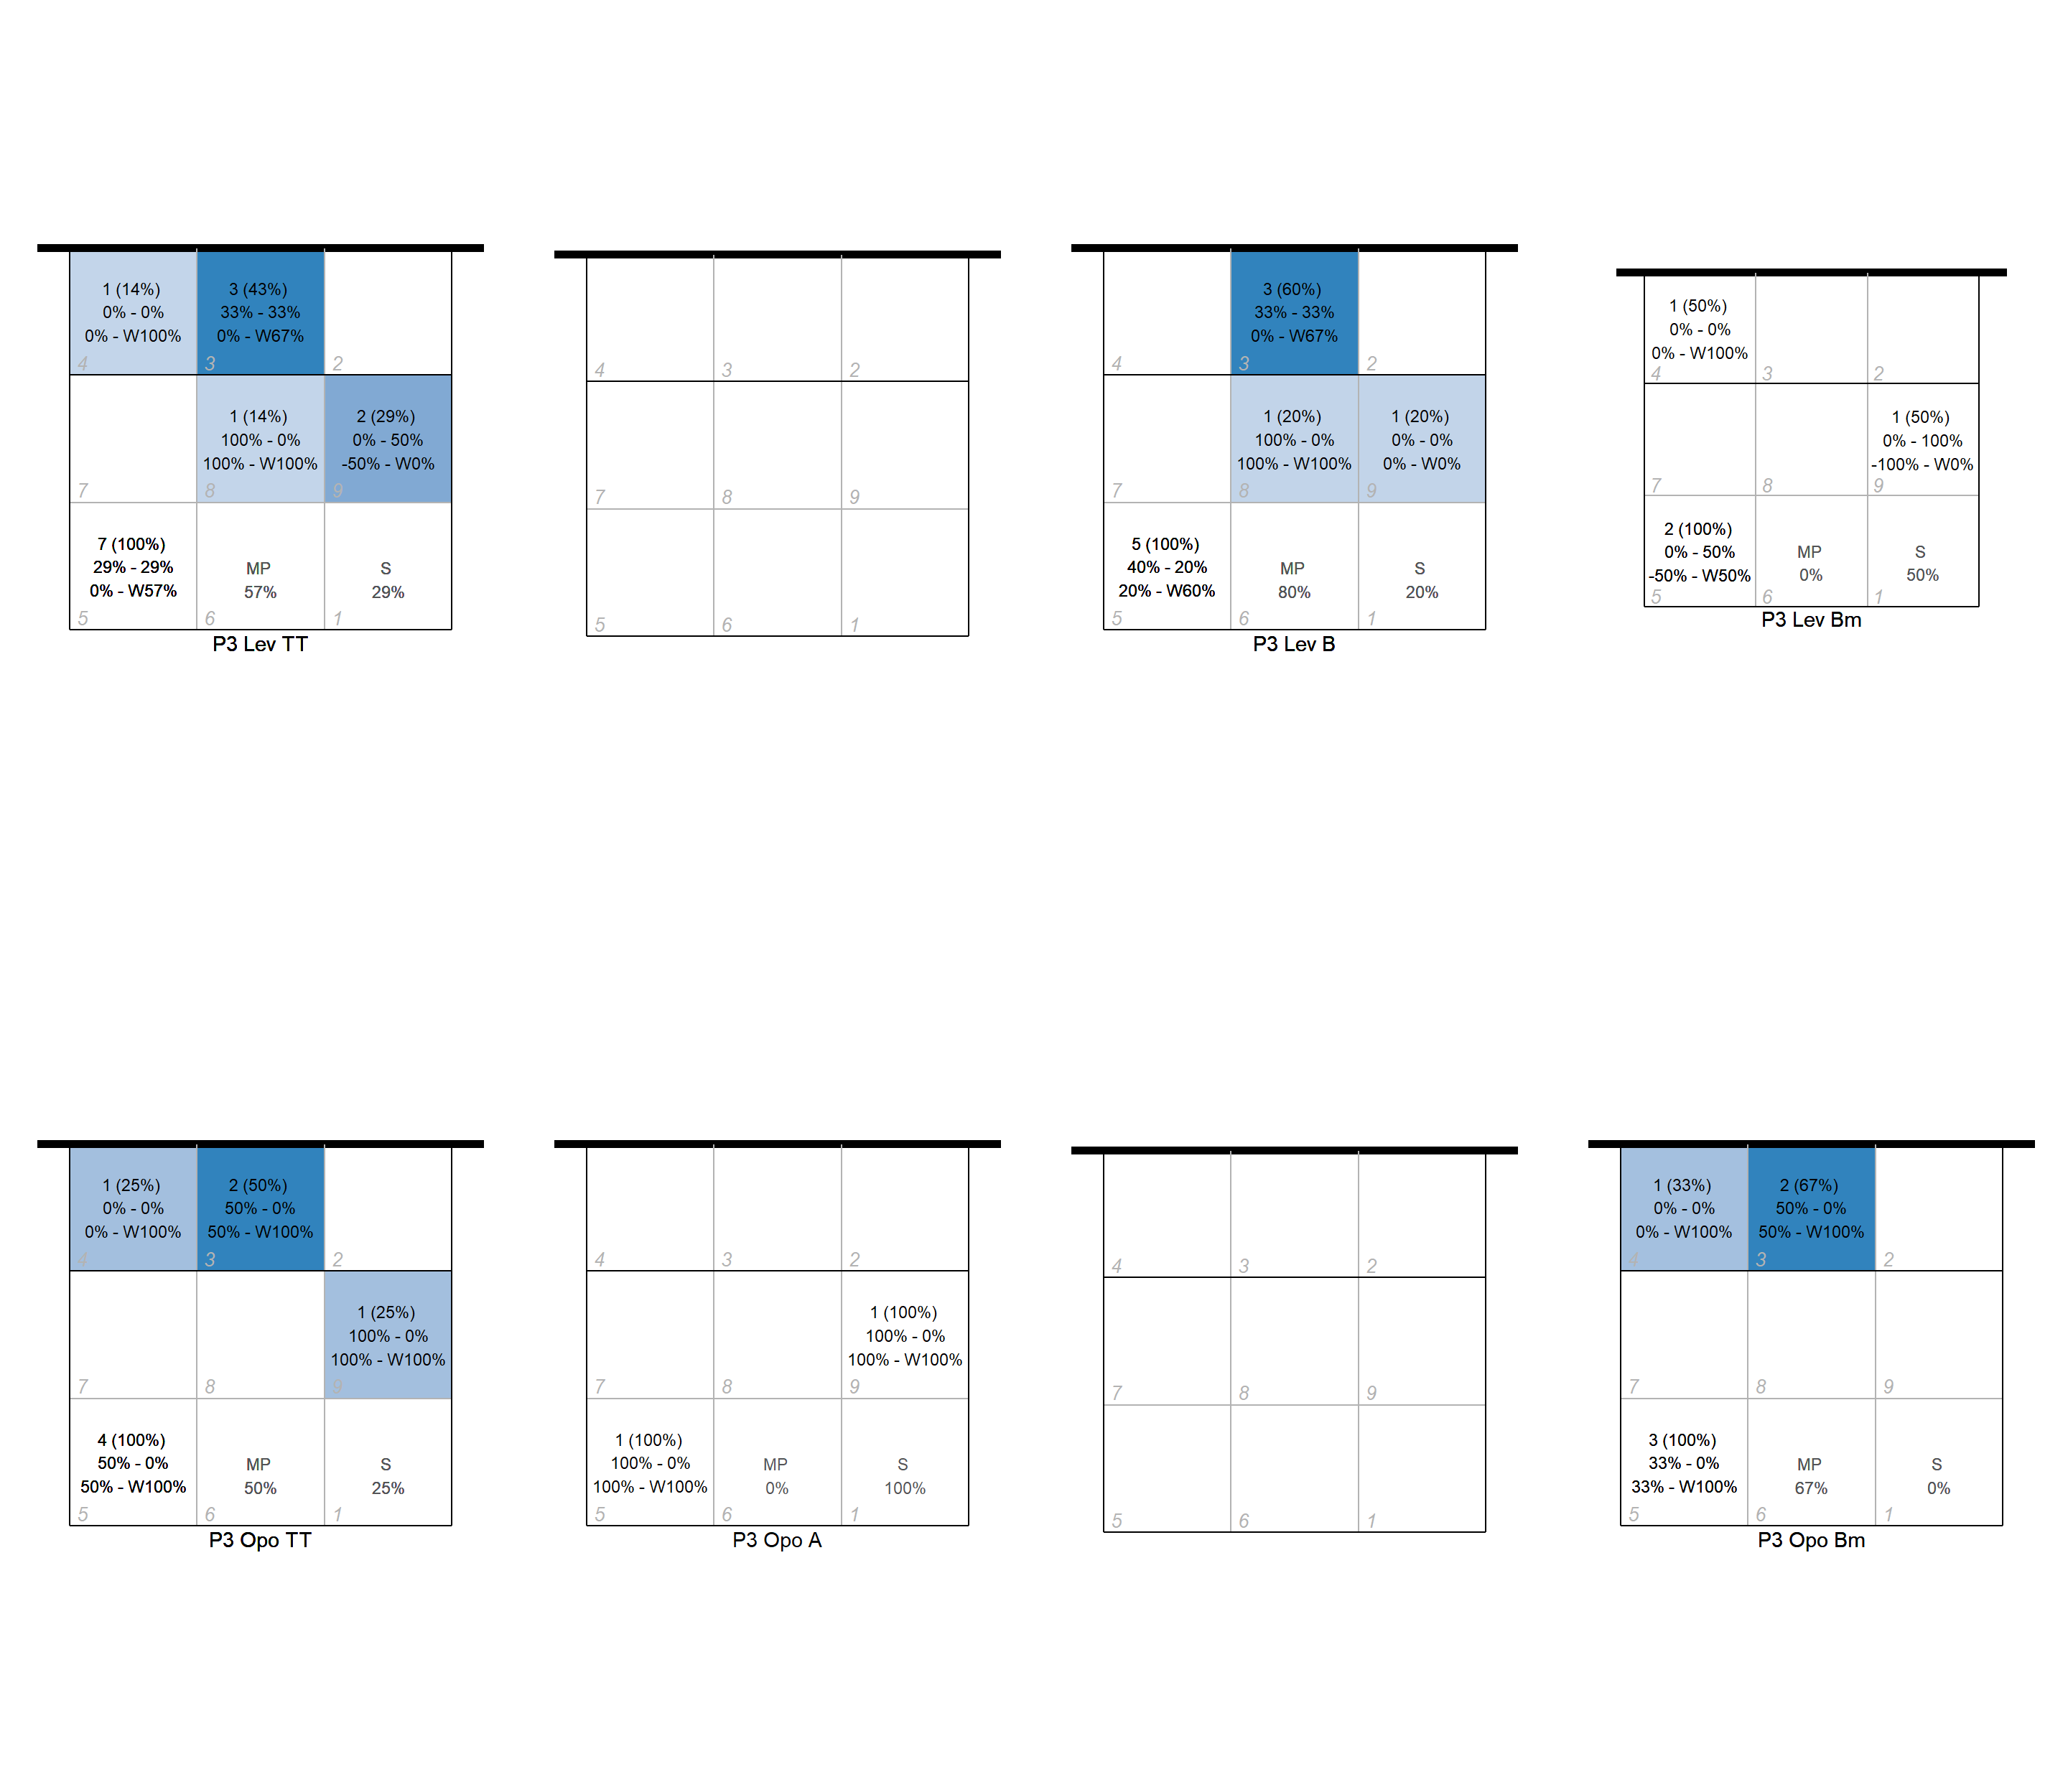 1 (14%)
0% - 0%
0% - W100%
4
3 (43%)
33% - 33%
0% - W67%
3
2
7
1 (14%)
100% - 0%
100% - W100%
8
2 (29%)
0% - 50%
-50% - W0%
9
7 (100%)
29% - 29%
0% - W57%
5
MP
57%
6
S
29%
1
P3 Lev TT
4
3
2
7
8
9
5
6
1
4
3 (60%)
33% - 33%
0% - W67%
3
2
7
1 (20%)
100% - 0%
100% - W100%
8
1 (20%)
0% - 0%
0% - W0%
9
5 (100%)
40% - 20%
20% - W60%
5
MP
80%
6
S
20%
1
P3 Lev B
1 (50%)
0% - 0%
0% - W100%
4
3
2
7
8
1 (50%)
0% - 100%
-100% - W0%
9
2 (100%)
0% - 50%
-50% - W50%
5
MP
0%
6
S
50%
1
P3 Lev Bm
1 (25%)
0% - 0%
0% - W100%
4
2 (50%)
50% - 0%
50% - W100%
3
2
7
8
1 (25%)
100% - 0%
100% - W100%
9
4 (100%)
50% - 0%
50% - W100%
5
MP
50%
6
S
25%
1
P3 Opo TT
4
3
2
7
8
1 (100%)
100% - 0%
100% - W100%
9
1 (100%)
100% - 0%
100% - W100%
5
MP
0%
6
S
100%
1
P3 Opo A
4
3
2
7
8
9
5
6
1
1 (33%)
0% - 0%
0% - W100%
4
2 (67%)
50% - 0%
50% - W100%
3
2
7
8
9
3 (100%)
33% - 0%
33% - W100%
5
MP
67%
6
S
0%
1
P3 Opo Bm